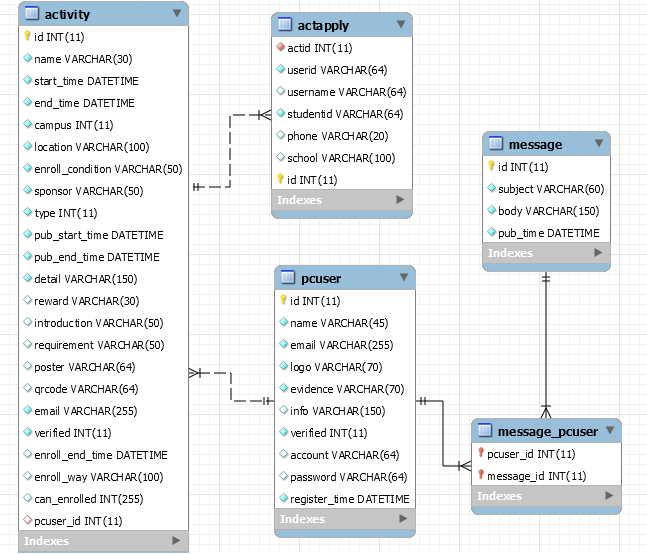 activity
id INT(11)
name VARCHAR(30)
start_time DATETIME
end_time DATETIME
campus INT(11)
location VARCHAR(100)
enroll_condition VARCHAR(50)
sponsor VARCHAR(50)
type INT(11)
pub_start_time DATETIME
pub_end_time DATETIME
detail VARCHAR(150)
reward VARCHAR(30)
introduction VARCHAR(50)
requirement VARCHAR(50)
poster VARCHAR(64)
qrcode VARCHAR(64)
email VARCHAR(255)
verified INT(11)
enroll_end_time DATETIME
enroll_way VARCHAR(100)
can_enrolled INT(255)
pcuser_id INT(11)
Indexes
actapply
actid INT(11)
userid VARCHAR(64)
username VARCHAR(64)
studentid VARCHAR(64)
phone VARCHAR(20)
school VARCHAR(100)
id INT(11)
Indexes
pcuser
id INT(11)
name VARCHAR(45)
email VARCHAR(255)
logo VARCHAR(70)
evidence VARCHAR(70)
info VARCHAR(150)
verified INT(11)
account VARCHAR(64)
password VARCHAR(64)
register_time DATETIME
Indexes
message
id INT(11)
subject VARCHAR(60)
body VARCHAR(150)
pub_time DATETIME
Indexes
message_pcuser
pcuser_id INT(11)
message_id INT(11)
Indexes